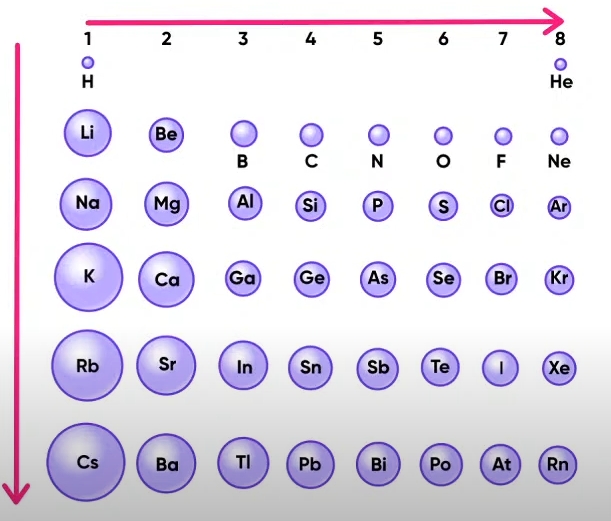 1 2 3 4 5 6 7 8
H He
Li Be
B C N O F Ne
Na Mg Al Si P S Cl Ar
K Ca Ga Ge As Se Br Kr
Rb Sr In Sn Sb Te I Xe
Cs Ba Tl Pb Bi Po At Rn